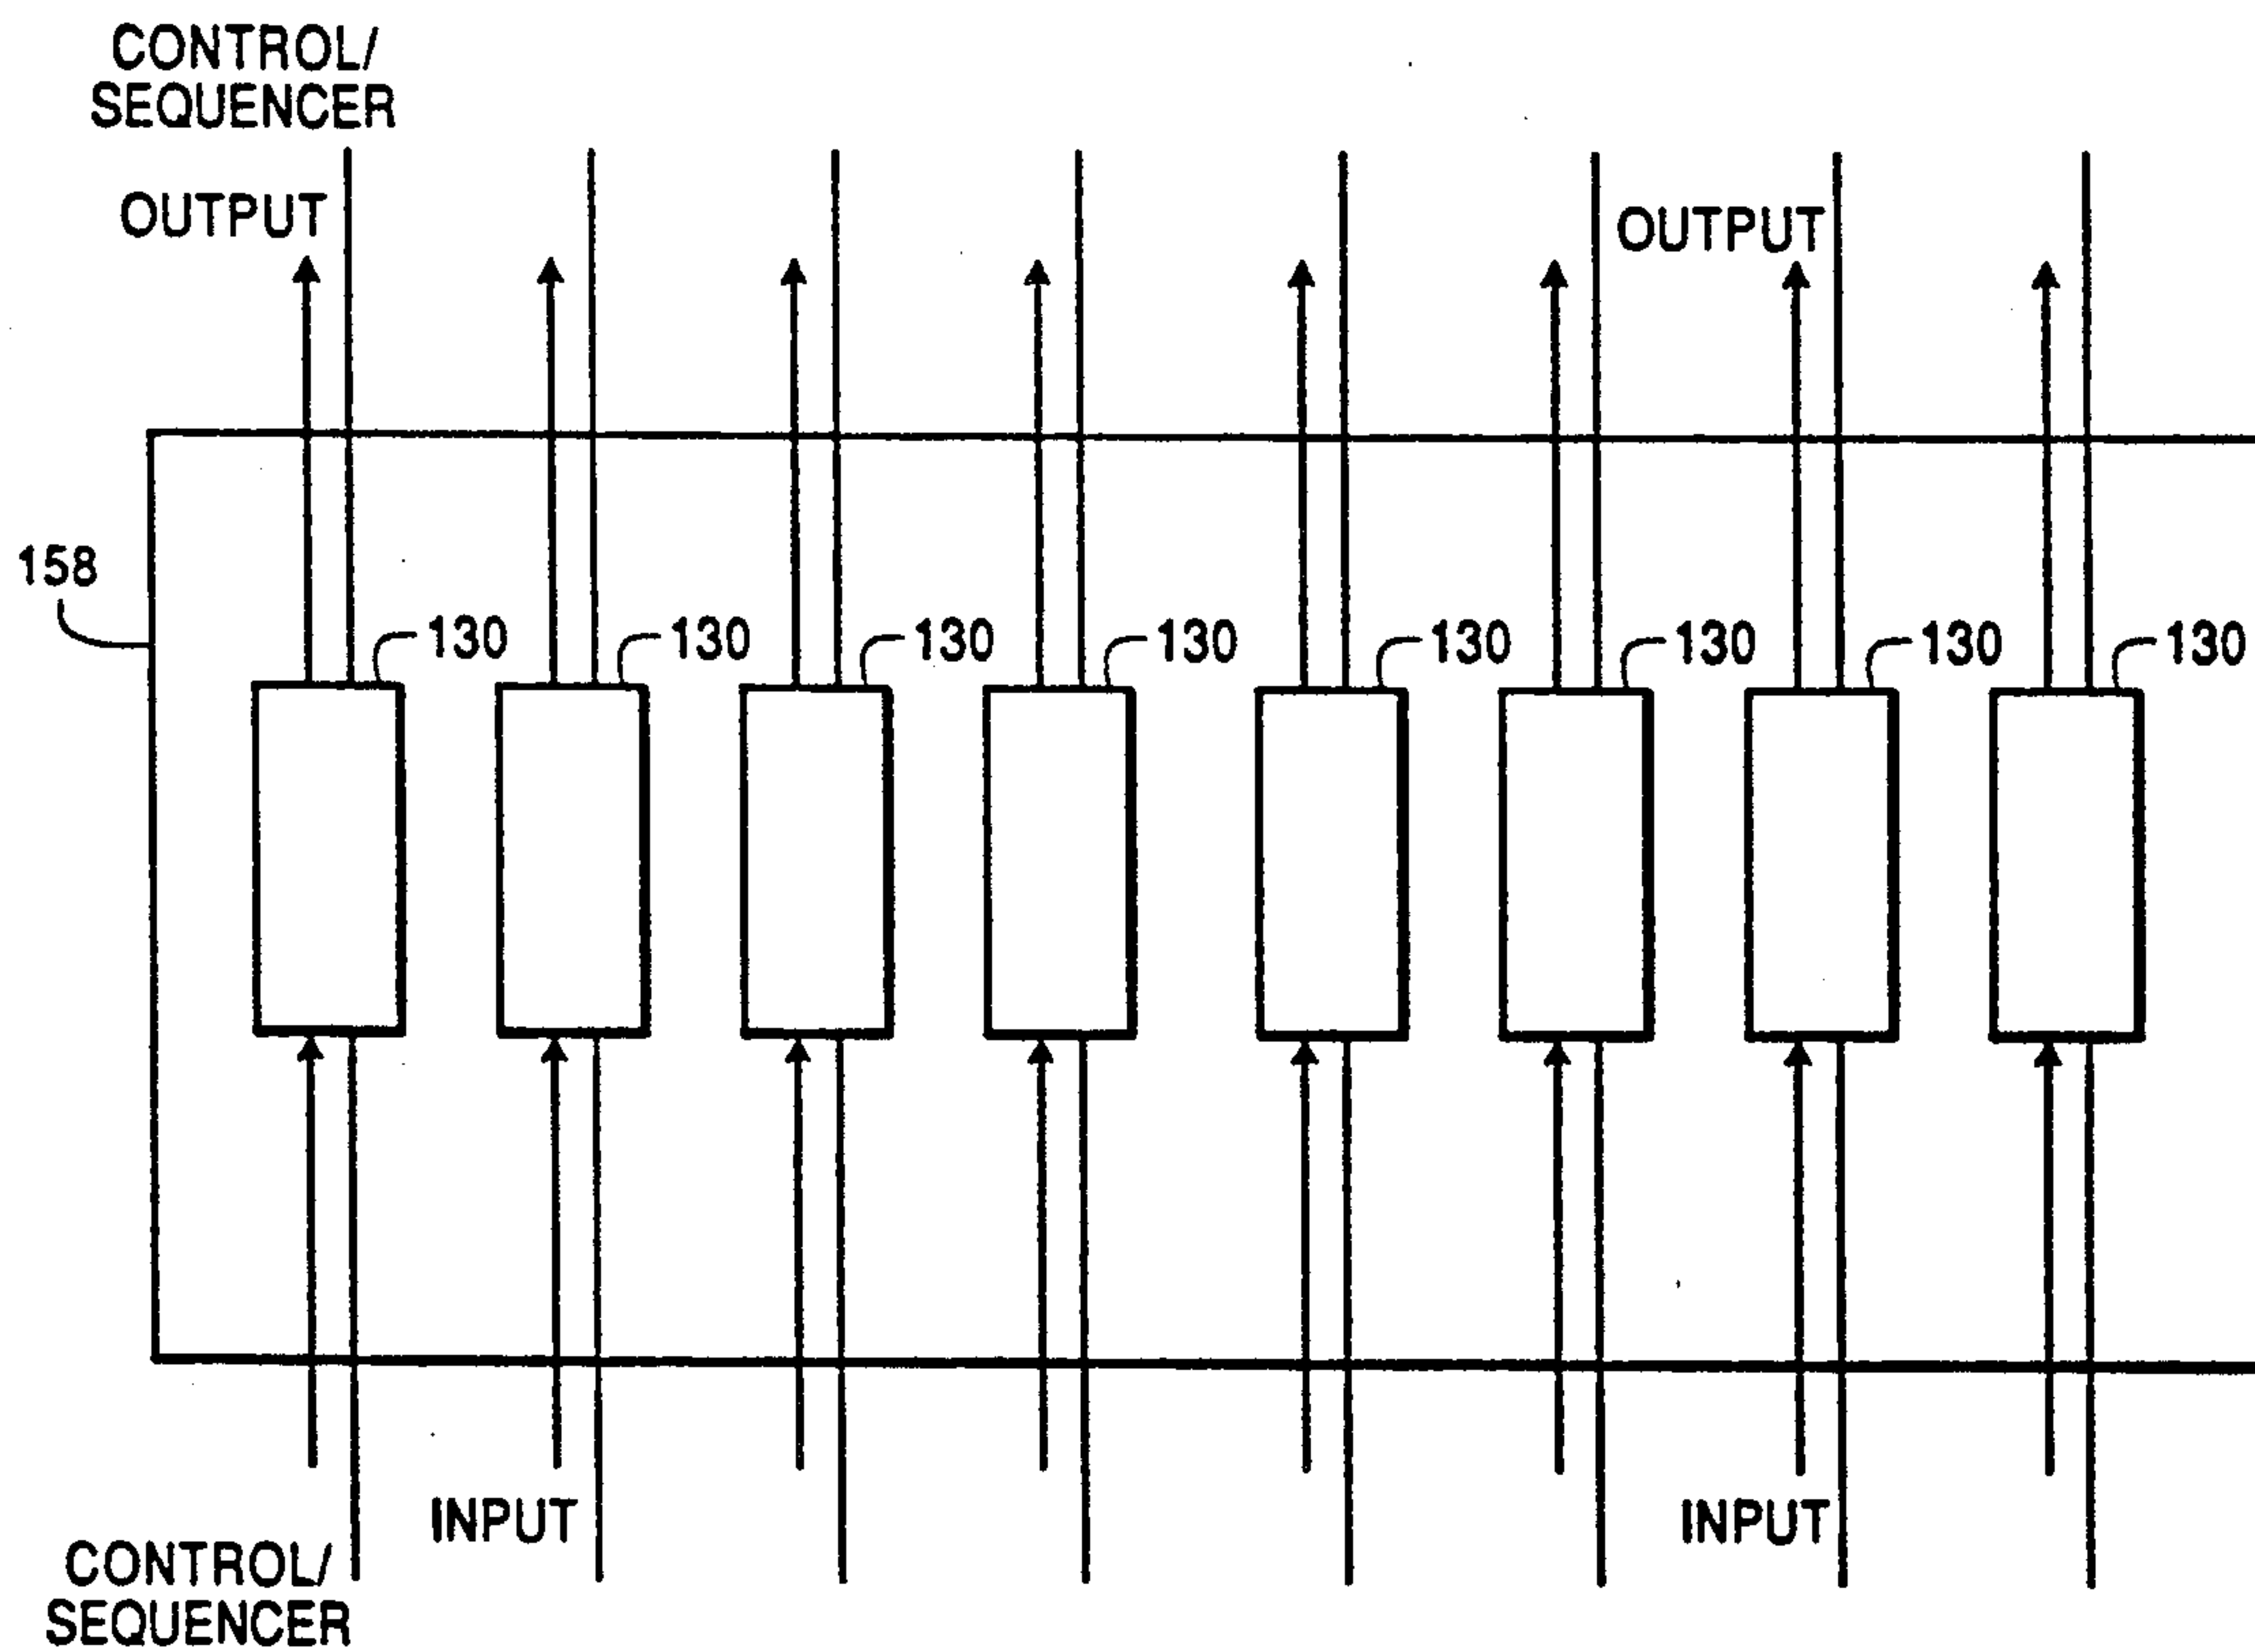 CONTROL/
SEQUENCER
OUTPUT
OUTPUT
158
130 130 130 130 130 130 130 130
INPUT
INPUT
CONTROL/
SEQUENCER